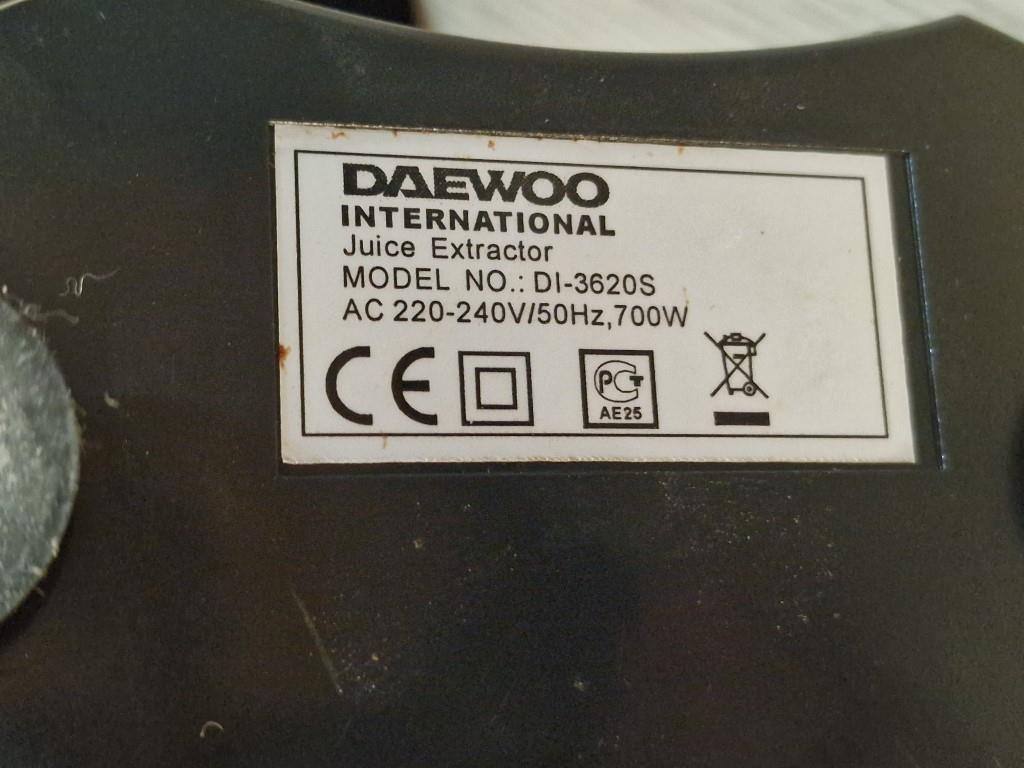 DAEWOO
INTERNATIONAL
Juice Extractor
MODEL NO.: DI-3620S
AC 220-240V/50Hz,700W
CE
PCT
AE25